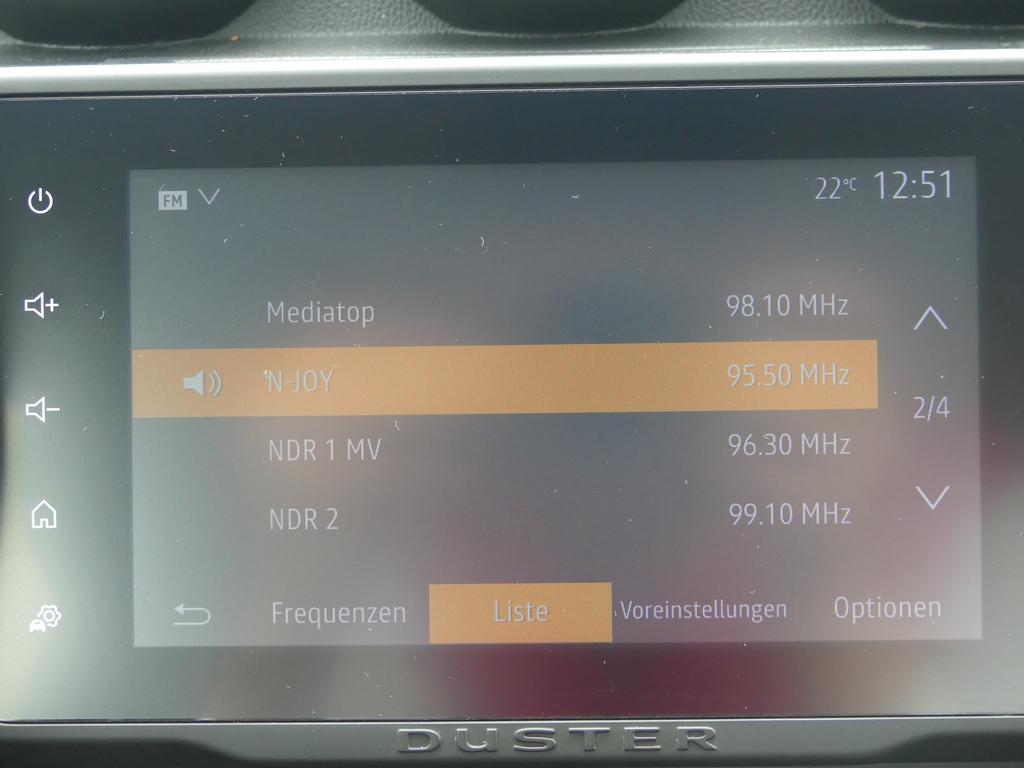 FM 22°C 12:51
Mediatop 98.10 MHz
N-JOY 95.50 MHz
2/4
NDR 1 MV 96.30 MHz
NDR 2 99.10 MHz
Frequenzen Liste Voreinstellungen Optionen
DUSTER